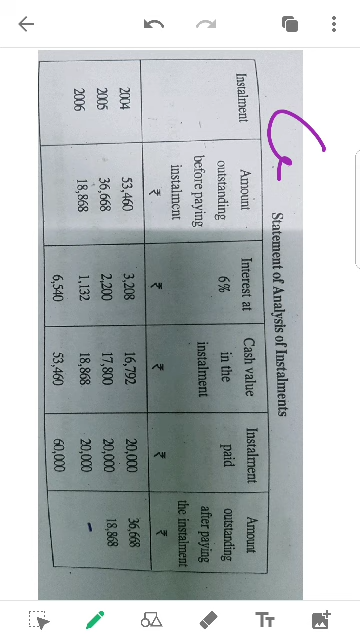 Statement of Analysis of Instalments
Instalment Amount outstanding before paying instalment Interest at 6% Cash value in the instalment Instalment paid Amount outstanding after paying the instalment
₹ ₹ ₹ ₹ ₹
2004 53,460 3,208 16,792 20,000 36,668
2005 36,668 2,200 17,800 20,000 18,868
2006 18,868 1,132 18,868 20,000 –
6,540 53,460 60,000
TT